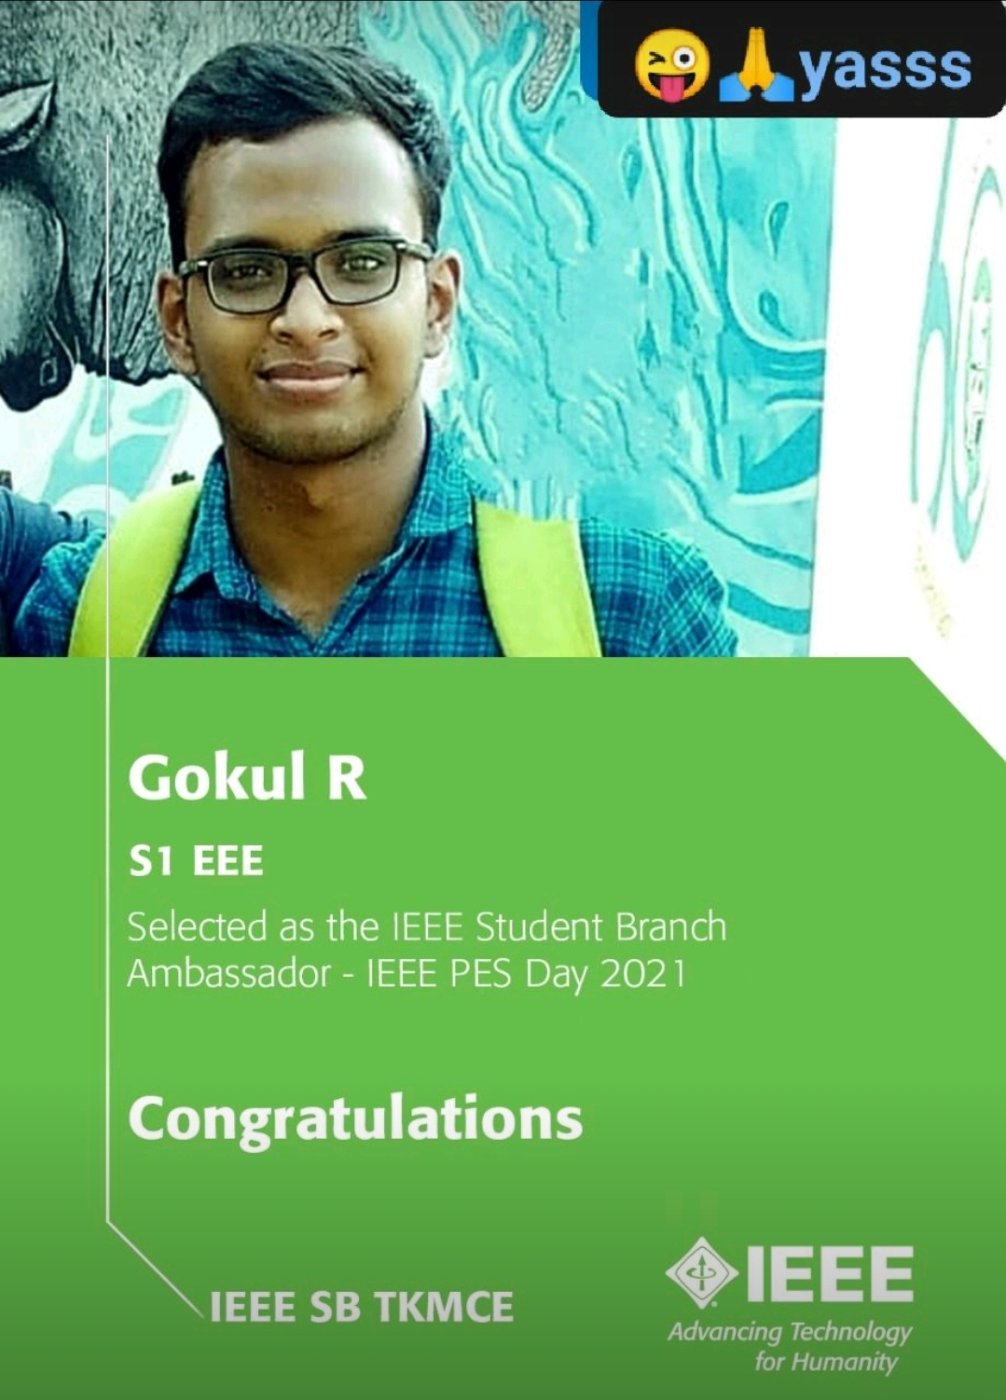 😜🙏yasss
Gokul R
S1 EEE
Selected as the IEEE Student Branch
Ambassador - IEEE PES Day 2021
Congratulations
IEEE SB TKMCE
IEEE
Advancing Technology
for Humanity